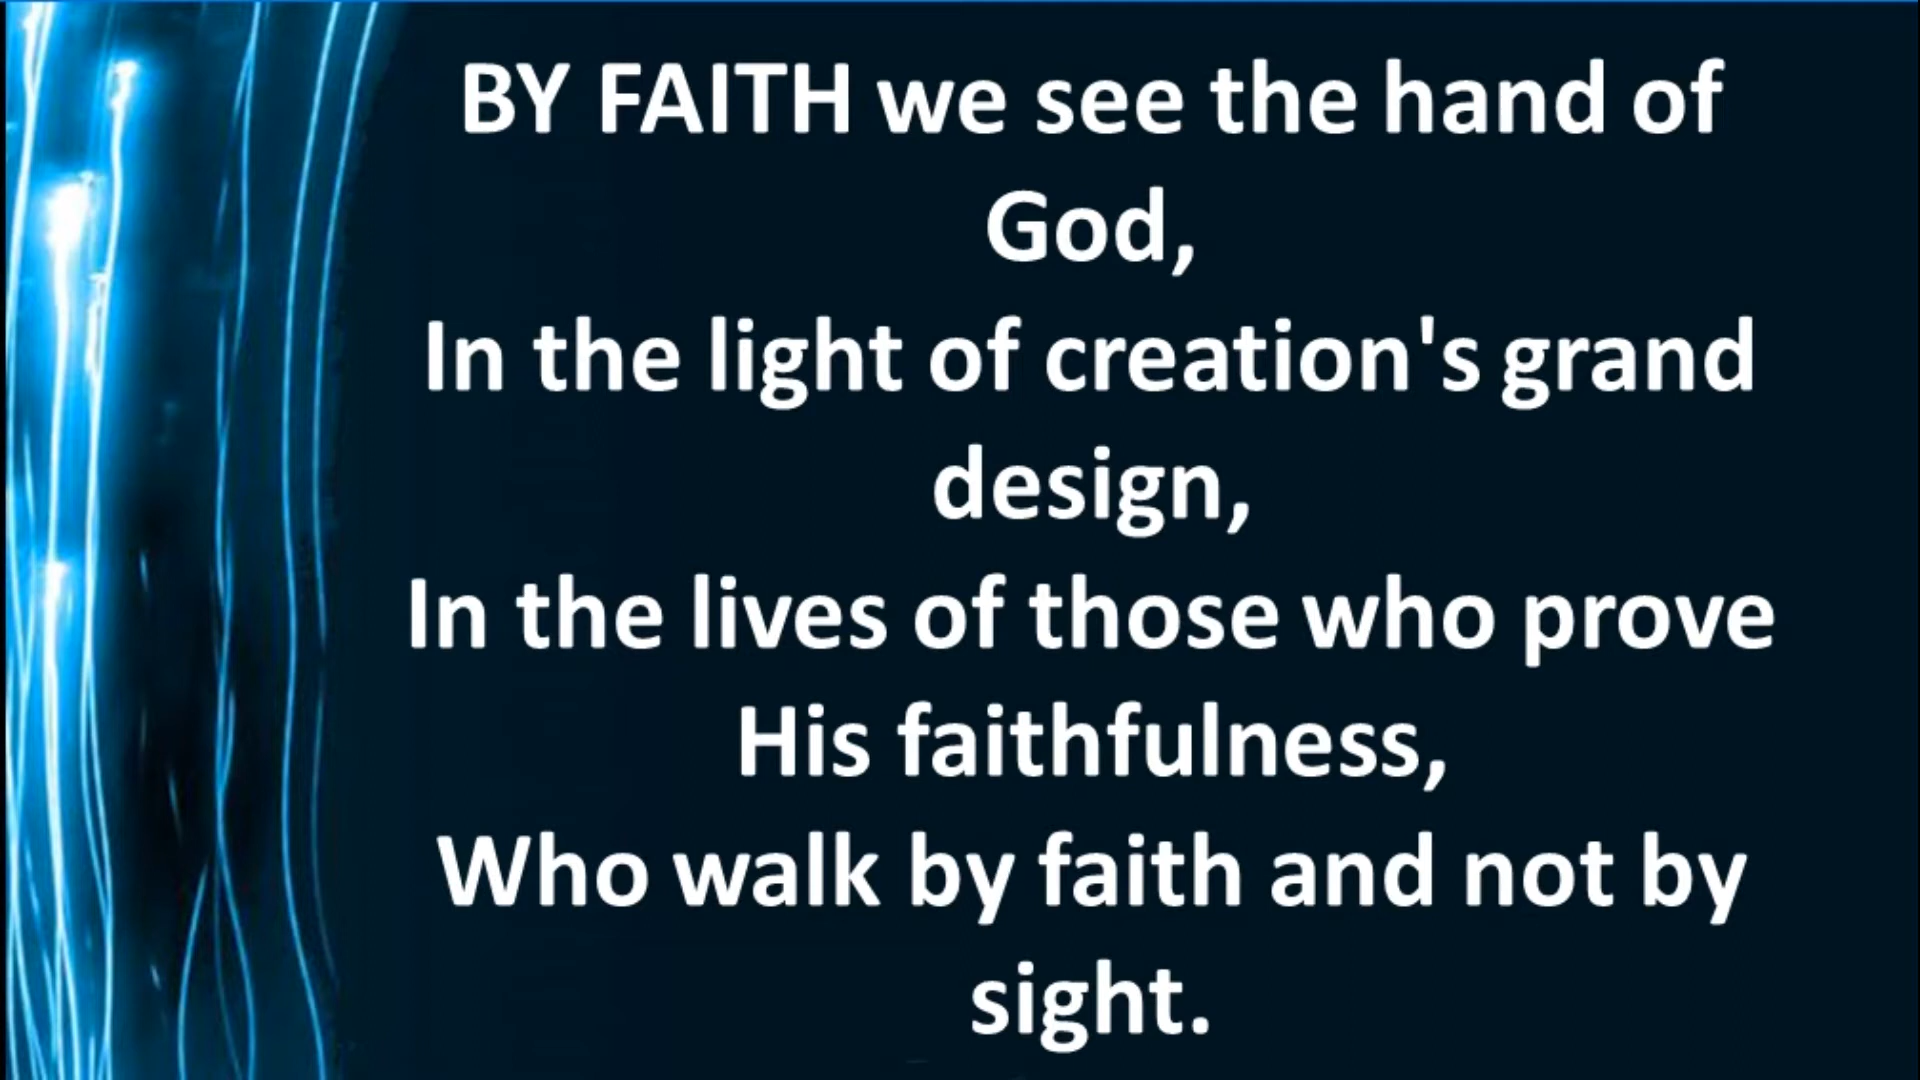 BY FAITH we see the hand of
God,
In the light of creation's grand
design,
In the lives of those who prove
His faithfulness,
Who walk by faith and not by
sight.